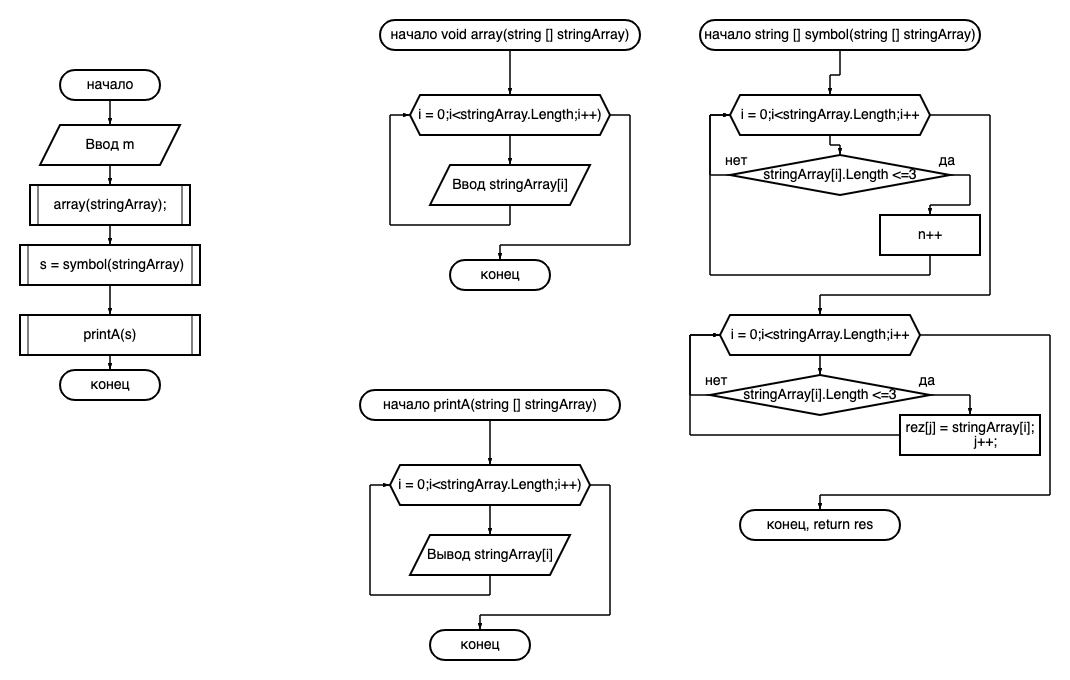 начало
Ввод m
array(stringArray);
s = symbol(stringArray)
printA(s)
конец
начало void array(string [] stringArray)
i = 0;i<stringArray.Length;i++)
Ввод stringArray[i]
конец
начало printA(string [] stringArray)
i = 0;i<stringArray.Length;i++)
Вывод stringArray[i]
конец
начало string [] symbol(string [] stringArray)
i = 0;i<stringArray.Length;i++
нет
да
stringArray[i].Length <=3
n++
i = 0;i<stringArray.Length;i++
нет
да
stringArray[i].Length <=3
rez[j] = stringArray[i];
j++;
конец, return res